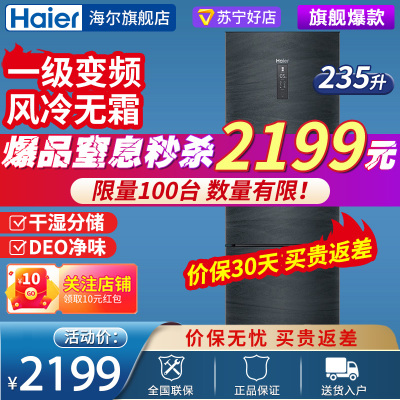 Haier 海尔旗舰店 苏宁好店 旗舰爆款
一级变频
风冷无霜
Haier
235升
爆品窒息秒杀2199元
限量100台 数量有限！
干湿分储
DEO净味
价保30天 买贵返差
¥10
GO
关注店铺
领取10元红包
活动价：
¥2199
价保无忧 买贵返差
全国联保 正品保证 送货入户